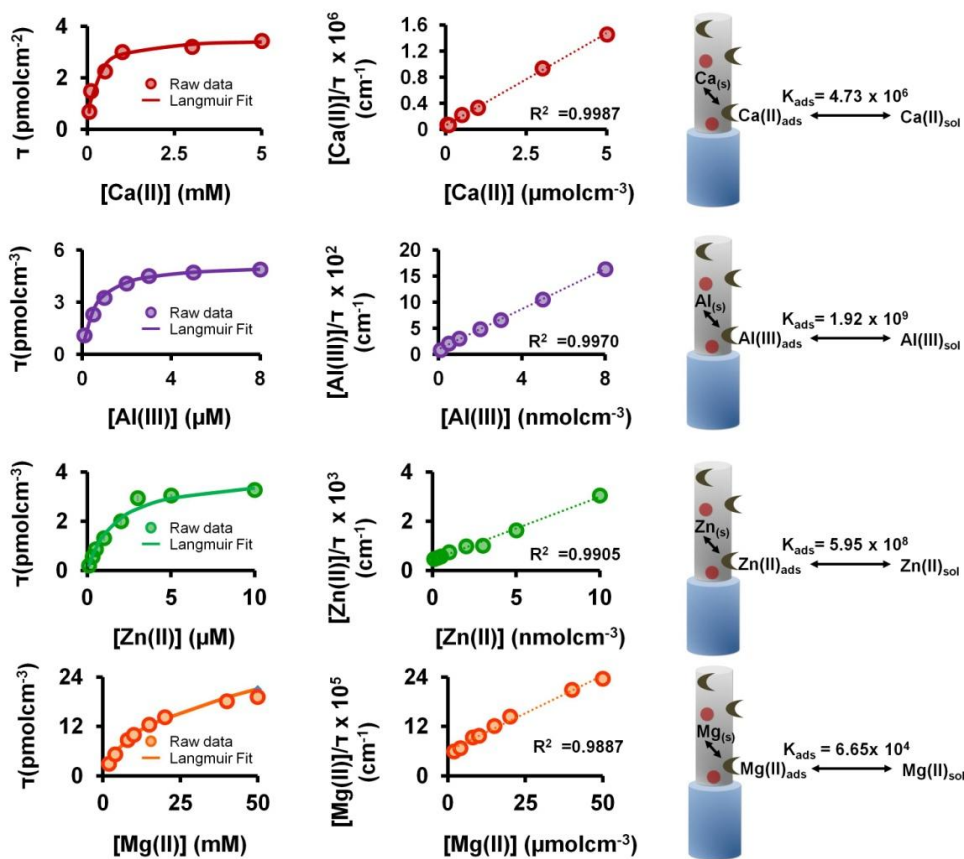 τ (pmolcm-2)
4
3
2
1
0
0
2.5
5
Raw data
Langmuir Fit
[Ca(II)] (mM)
[Ca(II)]/τ x 10⁶
(cm-1)
1.6
1.2
0.8
0.4
0
0
1
2
3
4
5
R² =0.9987
[Ca(II)] (µmolcm-3)
Ca(s)
Ca(II)ads
Kads= 4.73 x 10⁶
Ca(II)sol
τ(pmolcm-3)
6
4
2
0
0
4
8
Raw data
Langmuir Fit
[Al(III)] (µM)
[Al(III)]/τ x 10²
(cm-1)
20
15
10
5
0
0
4
8
R² =0.9970
[Al(III)] (nmolcm-3)
Al(s)
Al(III)ads
Kads= 1.92 x 10⁹
Al(III)sol
τ(pmolcm-3)
4
2
0
0
5
10
Raw data
Langmuir Fit
[Zn(II)] (µM)
[Zn(II)]/τ x 10³
(cm-1)
4
2
0
0
5
10
R² =0.9905
[Zn(II)] (nmolcm-3)
Zn(s)
Zn(II)ads
Kads= 5.95 x 10⁸
Zn(II)sol
τ(pmolcm-3)
24
12
0
0
25
50
Raw data
Langmuir Fit
[Mg(II)] (mM)
[Mg(II)]/τ x 10⁵
(cm-1)
24
16
8
0
0
25
50
R² =0.9887
[Mg(II)] (µmolcm-3)
Mg(s)
Mg(II)ads
Kads= 6.65x 10⁴
Mg(II)sol